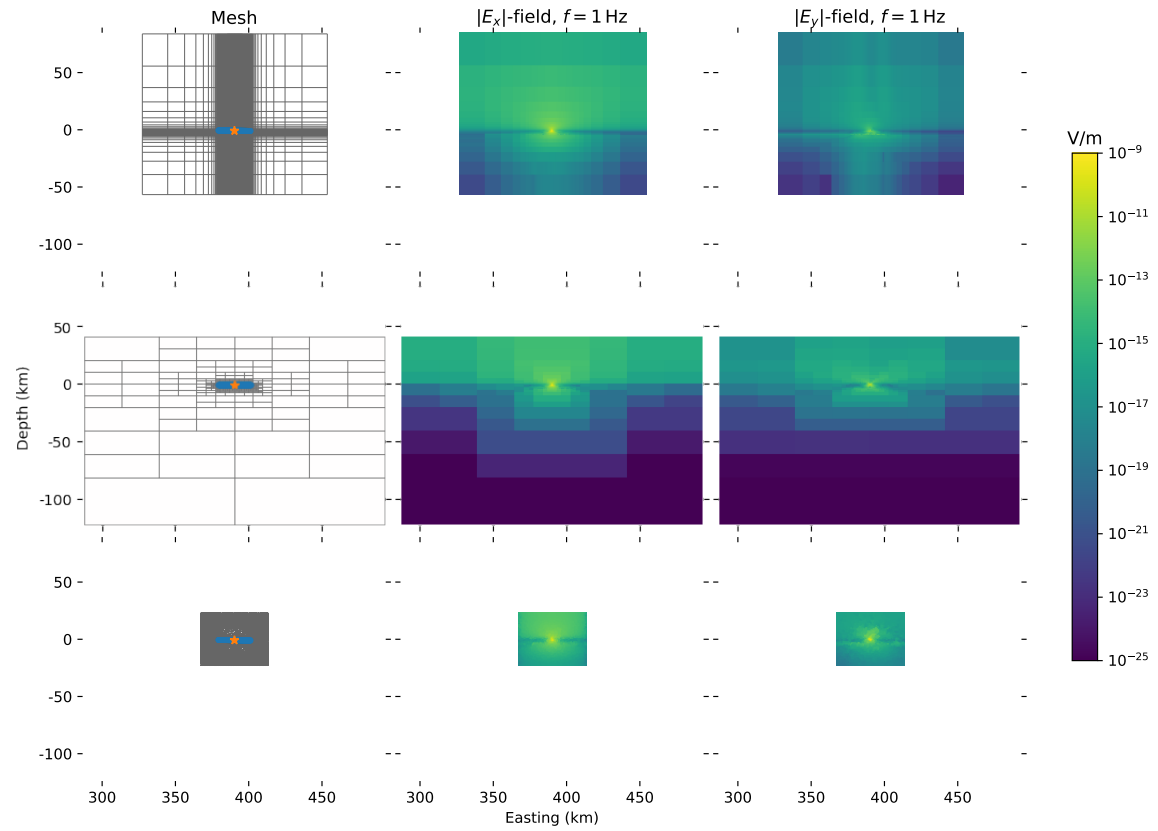 Mesh
|E_x|-field, f = 1 Hz
|E_y|-field, f = 1 Hz
50
0
-50
-100
V/m
10^{-9}
10^{-11}
10^{-13}
10^{-15}
10^{-17}
10^{-19}
10^{-21}
10^{-23}
10^{-25}
Depth (km)
50
0
-50
-100
50
0
-50
-100
300 350 400 450
300 350 400 450
300 350 400 450
Easting (km)